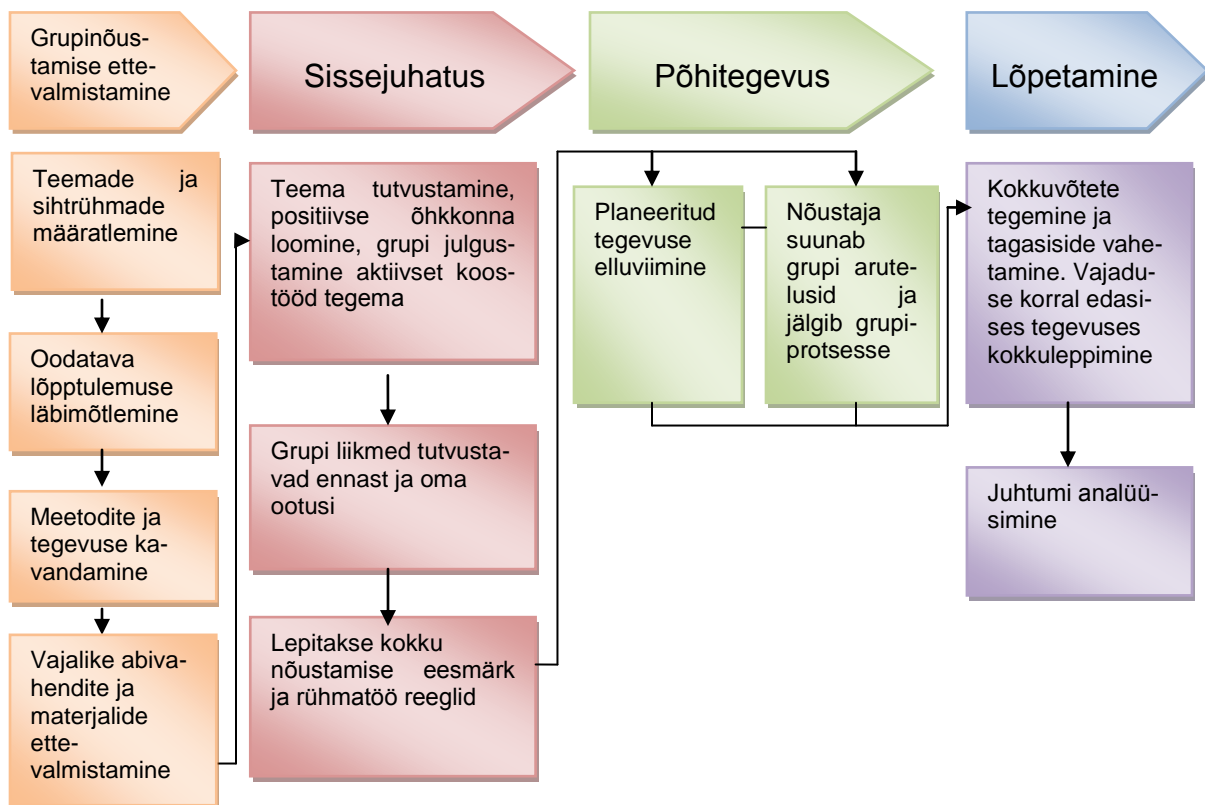 Grupinõus-
tamise ette-
valmistamine
Sissejuhatus
Põhitegevus
Lõpetamine
Teemade ja
sihtrühmade
määratlemine
Oodatava
lõpptulemuse
läbimõtlemine
Meetodite ja
tegevuse ka-
vandamine
Vajalike abiva-
hendite ja
materjalide
ette-
valmistamine
Teema tutvustamine,
positiivse õhkkonna
loomine, grupi julgus-
tamine aktiivset koos-
tööd tegema
Grupi liikmed tutvusta-
vad ennast ja oma
ootusi
Lepitakse kokku
nõustamise eesmärk
ja rühmatöö reeglid
Planeeritud
tegevuse
elluviimine
Nõustaja
suunab
grupi arute-
lusid ja
jälgib grupi-
protsesse
Kokkuvõtete
tegemine ja
tagasiside vahe-
tamine. Vajadu-
se korral edasi-
ses tegevuses
kokkuleppimine
Juhtumi analüü-
simine